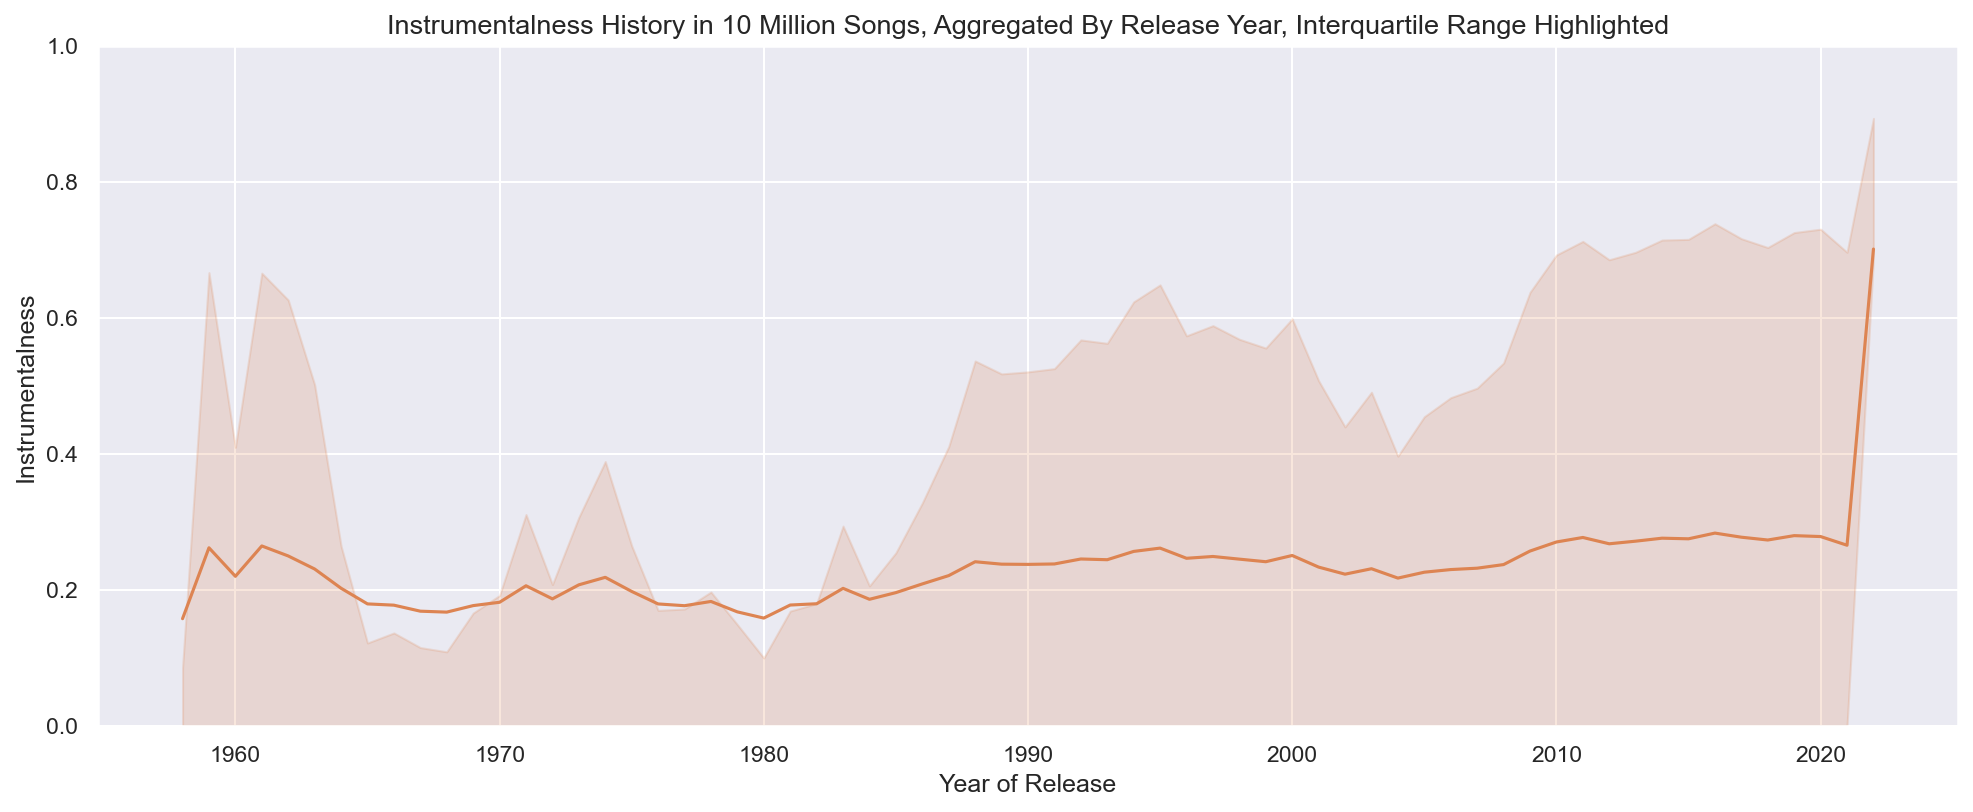 Instrumentalness History in 10 Million Songs, Aggregated By Release Year, Interquartile Range Highlighted
1.0
0.8
0.6
0.4
0.2
0.0
Instrumentalness
1960 1970 1980 1990 2000 2010 2020
Year of Release